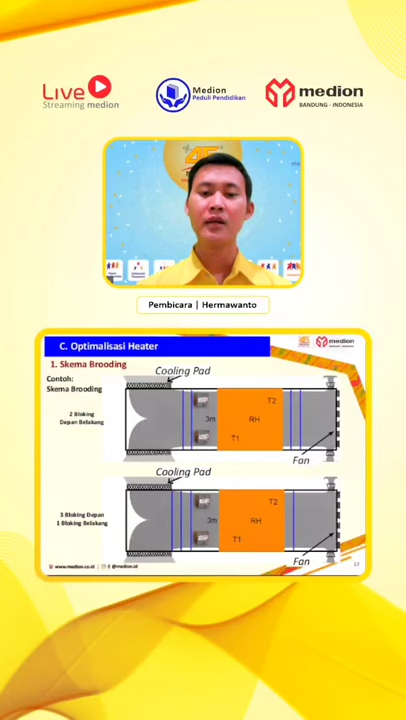 LIVE
Streaming medion
Medion
Peduli Pendidikan
medion
BANDUNG - INDONESIA
Pembicara | Hermawanto
C. Optimalisasi Heater
medion
1. Skema Brooding
Contoh:
Skema Brooding
Cooling Pad
2 Bloking
Depan Belakang
T2
3m
RH
T1
Fan
Cooling Pad
3 Bloking Depan
1 Bloking Belakang
T2
3m
RH
T1
Fan
www.medion.co.id
@medion.id
17